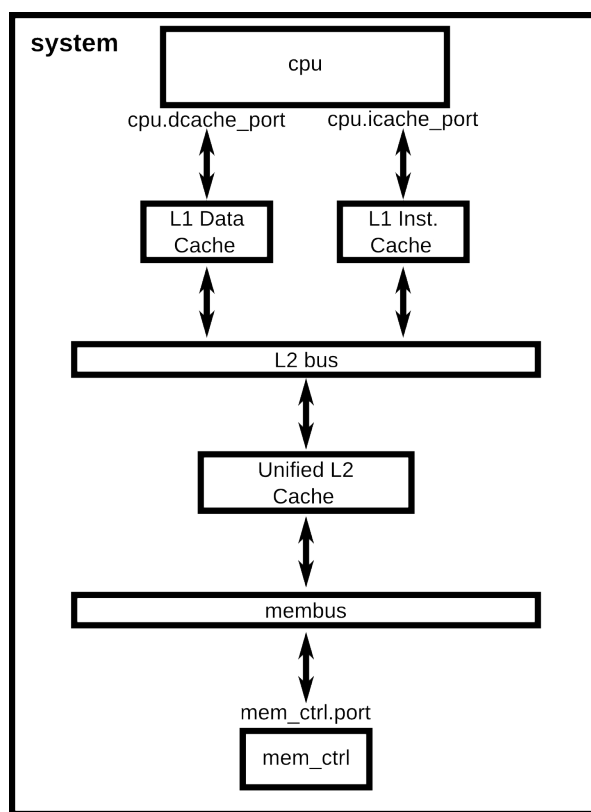 system
cpu
cpu.dcache_port
cpu.icache_port
L1 Data
Cache
L1 Inst.
Cache
L2 bus
Unified L2
Cache
membus
mem_ctrl.port
mem_ctrl